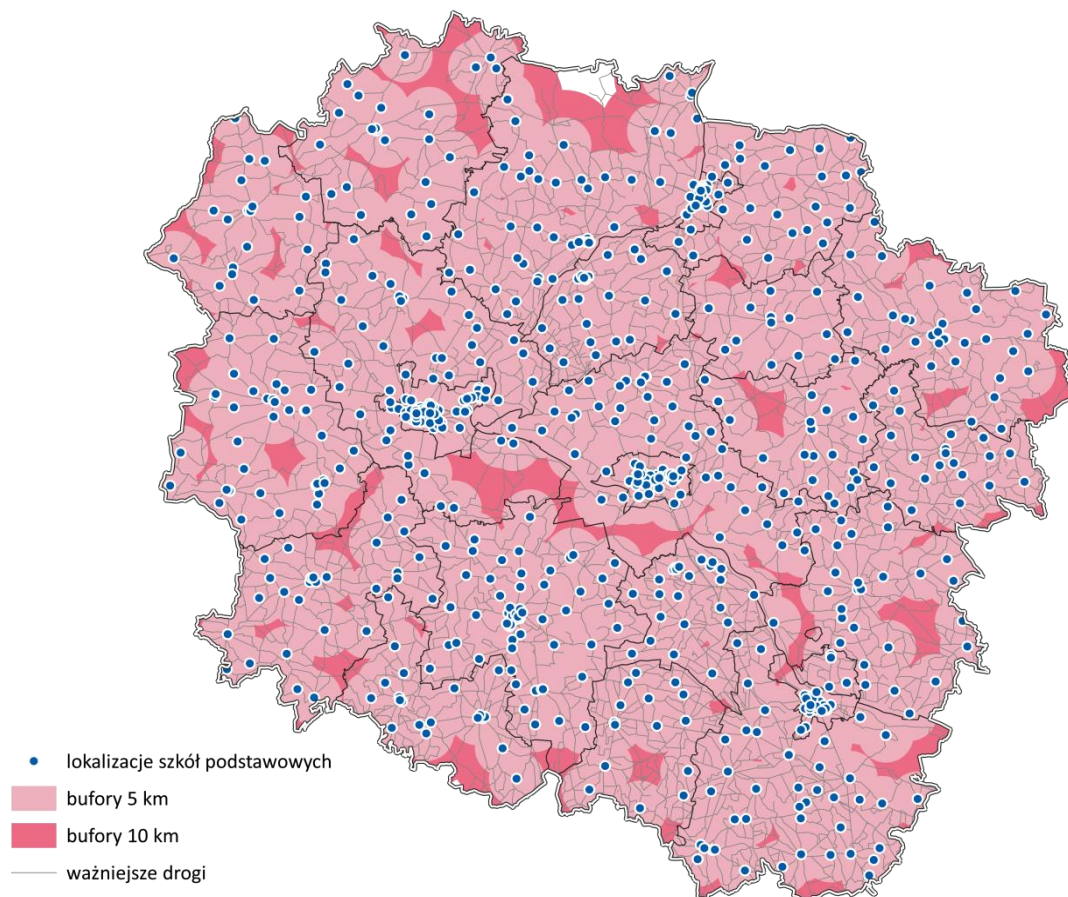 lokalizacje szkół podstawowych
bufory 5 km
bufory 10 km
ważniejsze drogi